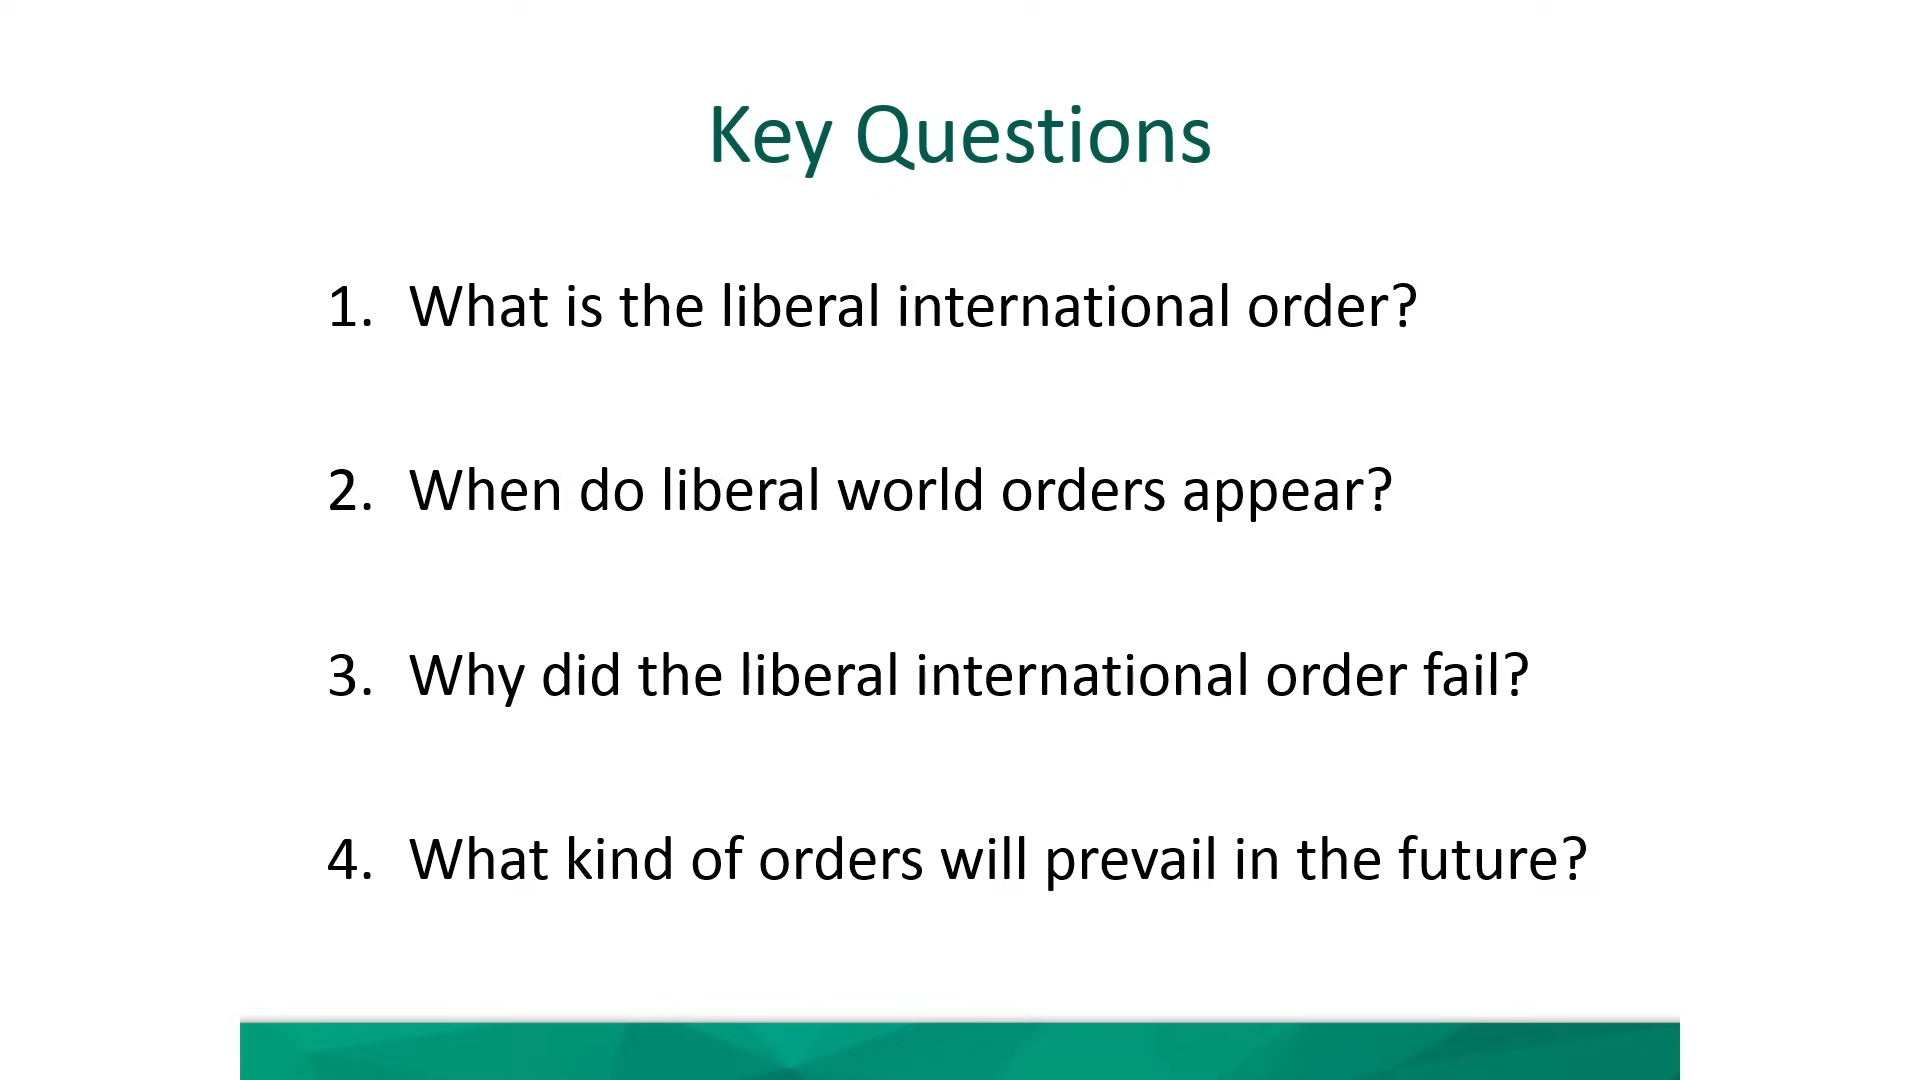 Key Questions
1. What is the liberal international order?
2. When do liberal world orders appear?
3. Why did the liberal international order fail?
4. What kind of orders will prevail in the future?